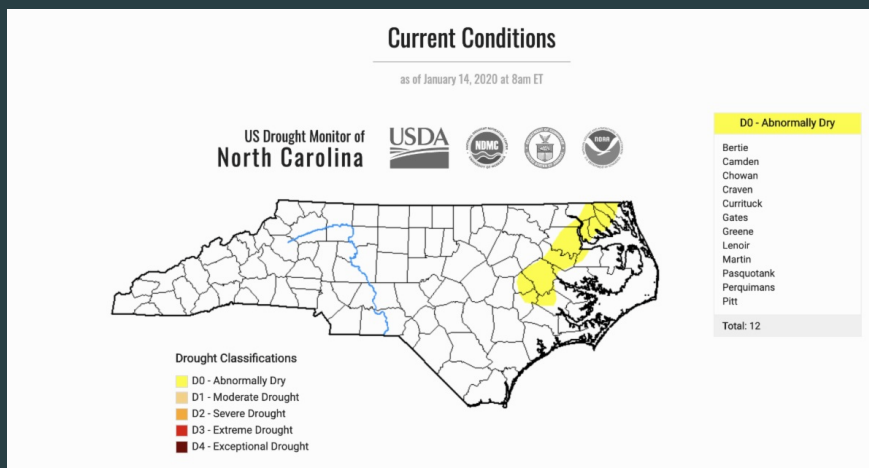 Current Conditions
as of January 14, 2020 at 8am ET
US Drought Monitor of
North Carolina
USDA
NDMC
D0 - Abnormally Dry
Bertie
Camden
Chowan
Craven
Currituck
Gates
Greene
Lenoir
Martin
Pasquotank
Perquimans
Pitt
Total: 12
Drought Classifications
D0 - Abnormally Dry
D1 - Moderate Drought
D2 - Severe Drought
D3 - Extreme Drought
D4 - Exceptional Drought